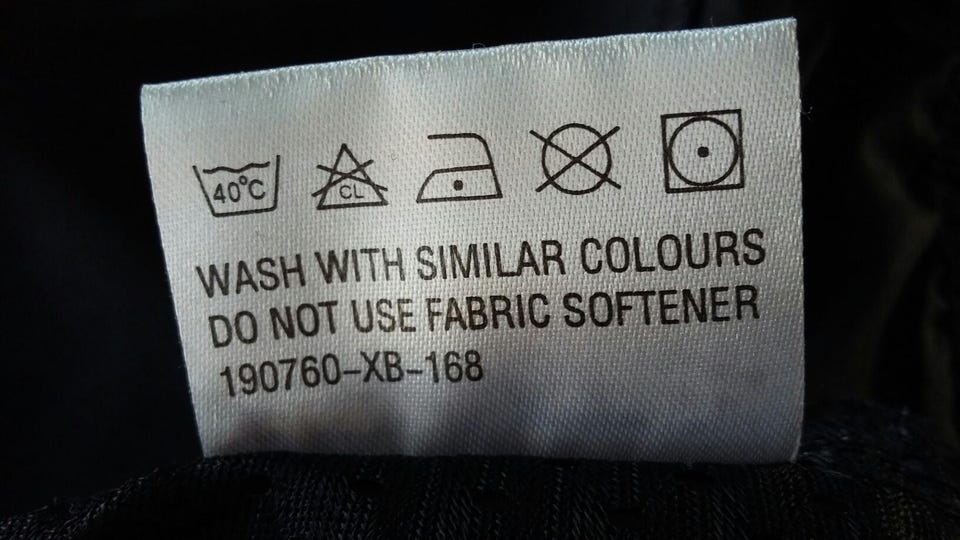 40°C CL
WASH WITH SIMILAR COLOURS
DO NOT USE FABRIC SOFTENER
190760-XB-168